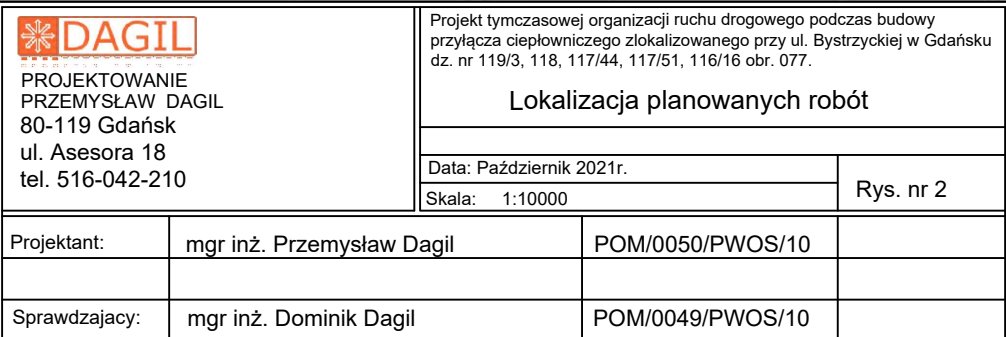 DAGIL
PROJEKTOWANIE
PRZEMYSŁAW DAGIL
80-119 Gdańsk
ul. Asesora 18
tel. 516-042-210
Projekt tymczasowej organizacji ruchu drogowego podczas budowy
przyłącza ciepłowniczego zlokalizowanego przy ul. Bystrzyckiej w Gdańsku
dz. nr 119/3, 118, 117/44, 117/51, 116/16 obr. 077.
Lokalizacja planowanych robót
Data: Październik 2021r.
Skala: 1:10000
Rys. nr 2
Projektant: mgr inż. Przemysław Dagil POM/0050/PWOS/10
Sprawdzajacy: mgr inż. Dominik Dagil POM/0049/PWOS/10